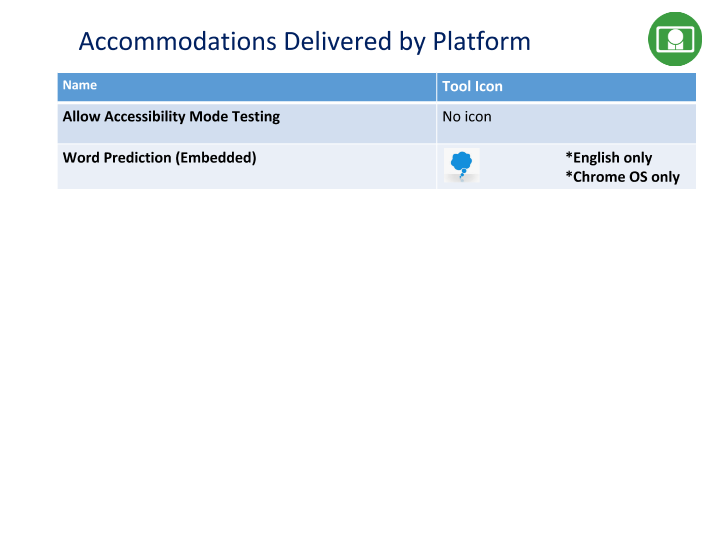 Accommodations Delivered by Platform
Name
Tool Icon
Allow Accessibility Mode Testing
No icon
Word Prediction (Embedded)
*English only
*Chrome OS only